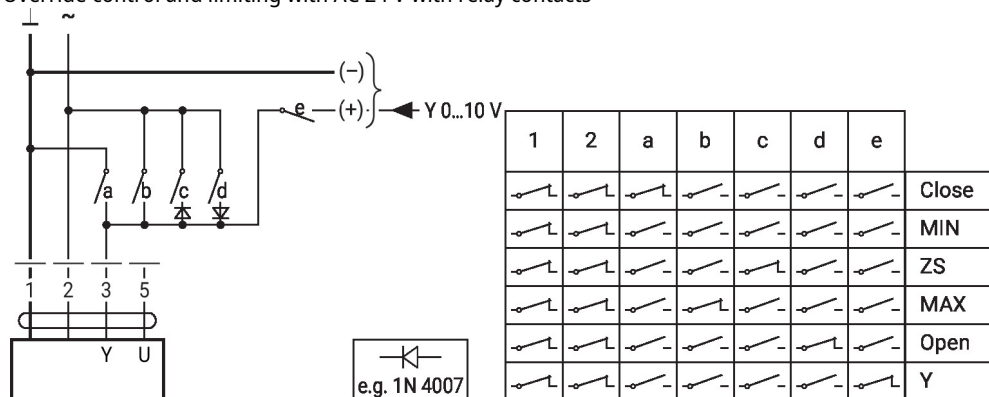 Override control and limiting with AC 24 V with relay contacts
⊥ ~
(−)
e (+) Y 0...10 V
a b c d
1 2 3 5
Y U
e.g. 1N 4007
1 2 a b c d e
Close
MIN
ZS
MAX
Open
Y